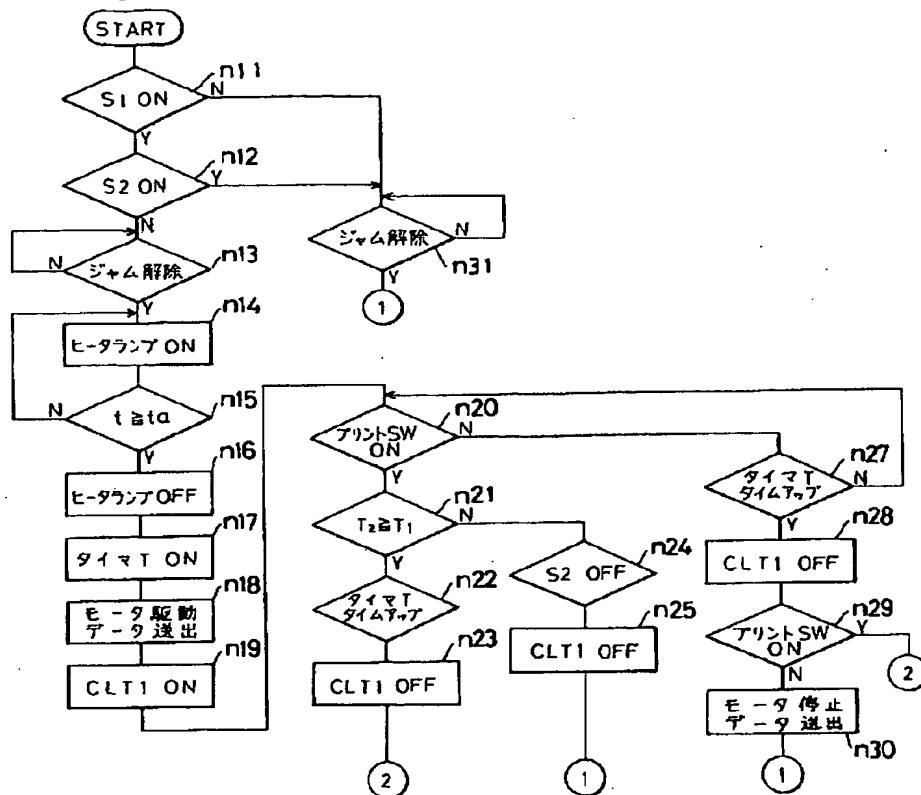 START
n11
S1 ON
N
Y
n12
S2 ON
Y
N
n13
ジャム解除
N
Y
n31
ジャム解除
N
Y
1
n14
ヒータランプ ON
n15
t≧ta
N
Y
n16
ヒータランプ OFF
n17
タイマT ON
n18
モータ駆動
データ送出
n19
CLT1 ON
n20
プリントSW
ON
N
Y
n21
T₂≧T₁
N
Y
n22
タイマT
タイムアップ
n23
CLT1 OFF
2
n24
S2 OFF
n25
CLT1 OFF
1
n27
タイマT
タイムアップ
N
Y
n28
CLT1 OFF
n29
プリントSW
ON
Y
N
2
モータ停止
データ送出
n30
1